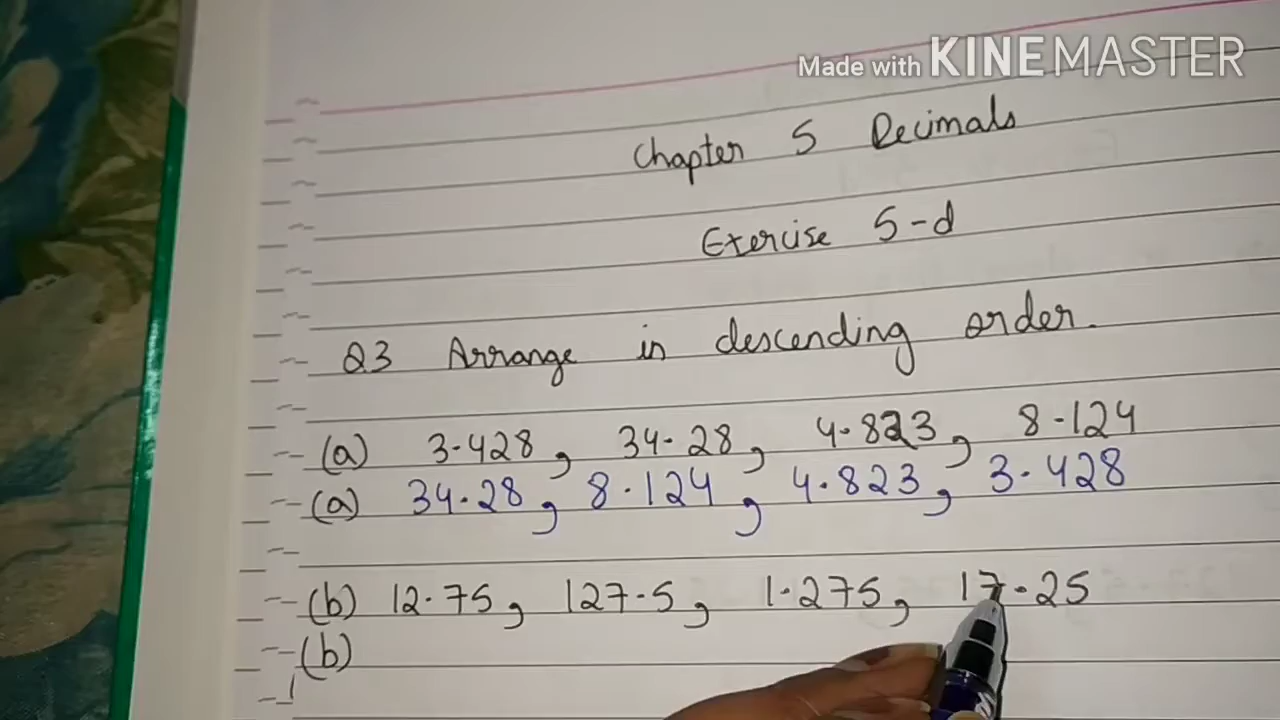 Made with KINEMASTER
Chapter 5 Decimals
Exercise 5-d
Q3 Arrange in descending order.
(a) 3.428, 34.28, 4.823, 8.124
(a) 34.28, 8.124, 4.823, 3.428
(b) 12.75, 127.5, 1.275, 17.25
(b)